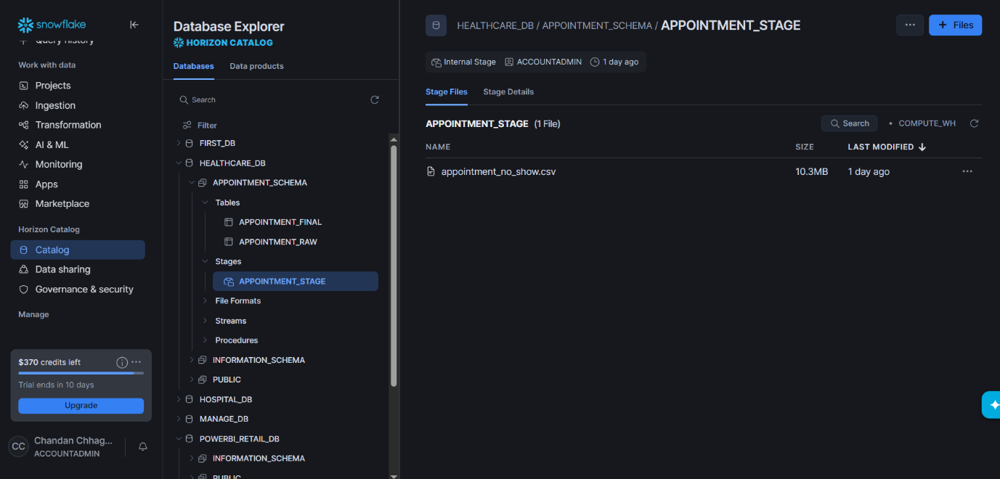 snowflake
Query history
Work with data
Projects
Ingestion
Transformation
AI & ML
Monitoring
Apps
Marketplace
Horizon Catalog
Catalog
Data sharing
Governance & security
Manage
$370 credits left
Trial ends in 10 days
Upgrade
CC
Chandan Chhag...
ACCOUNTADMIN
Database Explorer
HORIZON CATALOG
Databases
Data products
Search
Filter
FIRST_DB
HEALTHCARE_DB
APPOINTMENT_SCHEMA
Tables
APPOINTMENT_FINAL
APPOINTMENT_RAW
Stages
APPOINTMENT_STAGE
File Formats
Streams
Procedures
INFORMATION_SCHEMA
PUBLIC
HOSPITAL_DB
MANAGE_DB
POWERBI_RETAIL_DB
INFORMATION_SCHEMA
PUBLIC
HEALTHCARE_DB / APPOINTMENT_SCHEMA / APPOINTMENT_STAGE
... + Files
Internal Stage ACCOUNTADMIN 1 day ago
Stage Files Stage Details
APPOINTMENT_STAGE (1 File)
Search • COMPUTE_WH
NAME SIZE LAST MODIFIED ↓
appointment_no_show.csv 10.3MB 1 day ago ...